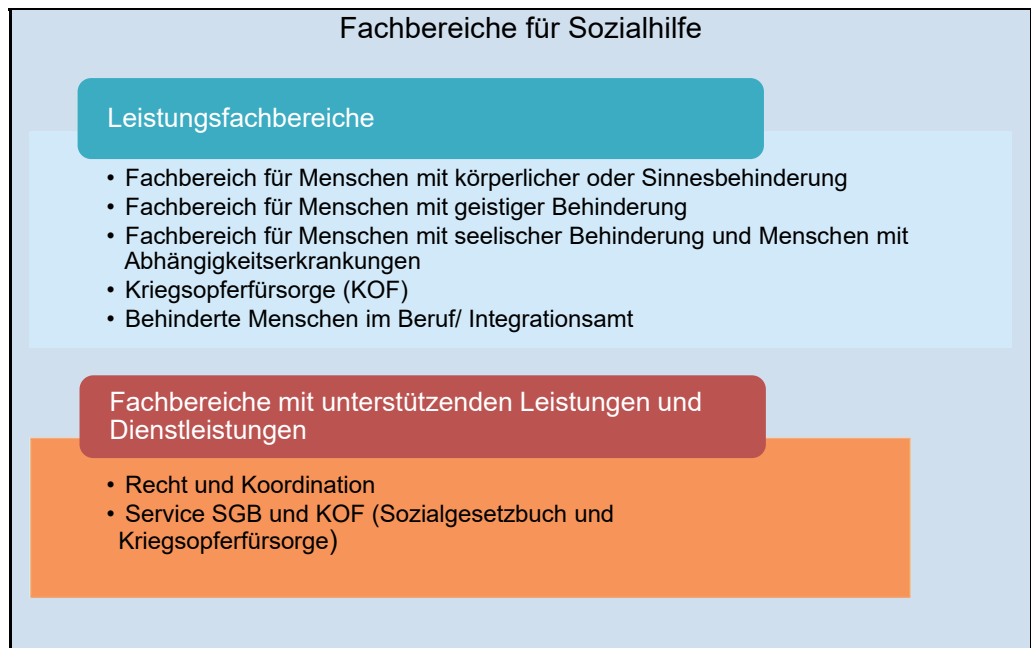 Fachbereiche für Sozialhilfe
Leistungsfachbereiche
• Fachbereich für Menschen mit körperlicher oder Sinnesbehinderung
• Fachbereich für Menschen mit geistiger Behinderung
• Fachbereich für Menschen mit seelischer Behinderung und Menschen mit
Abhängigkeitserkrankungen
• Kriegsopferfürsorge (KOF)
• Behinderte Menschen im Beruf/ Integrationsamt
Fachbereiche mit unterstützenden Leistungen und
Dienstleistungen
• Recht und Koordination
• Service SGB und KOF (Sozialgesetzbuch und
Kriegsopferfürsorge)